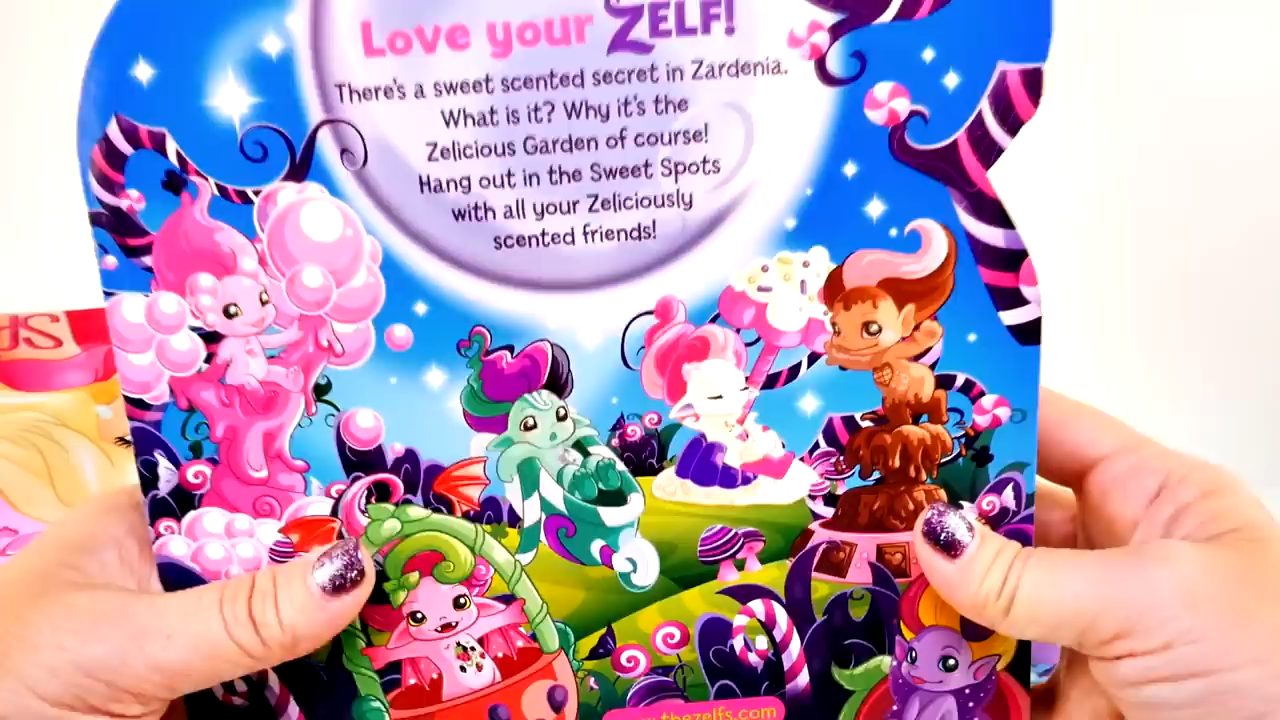 Love your ZELF!
There's a sweet scented secret in Zardenia.
What is it? Why it's the
Zelicious Garden of course!
Hang out in the Sweet Spots
with all your Zeliciously
scented friends!
.thezelfs.com